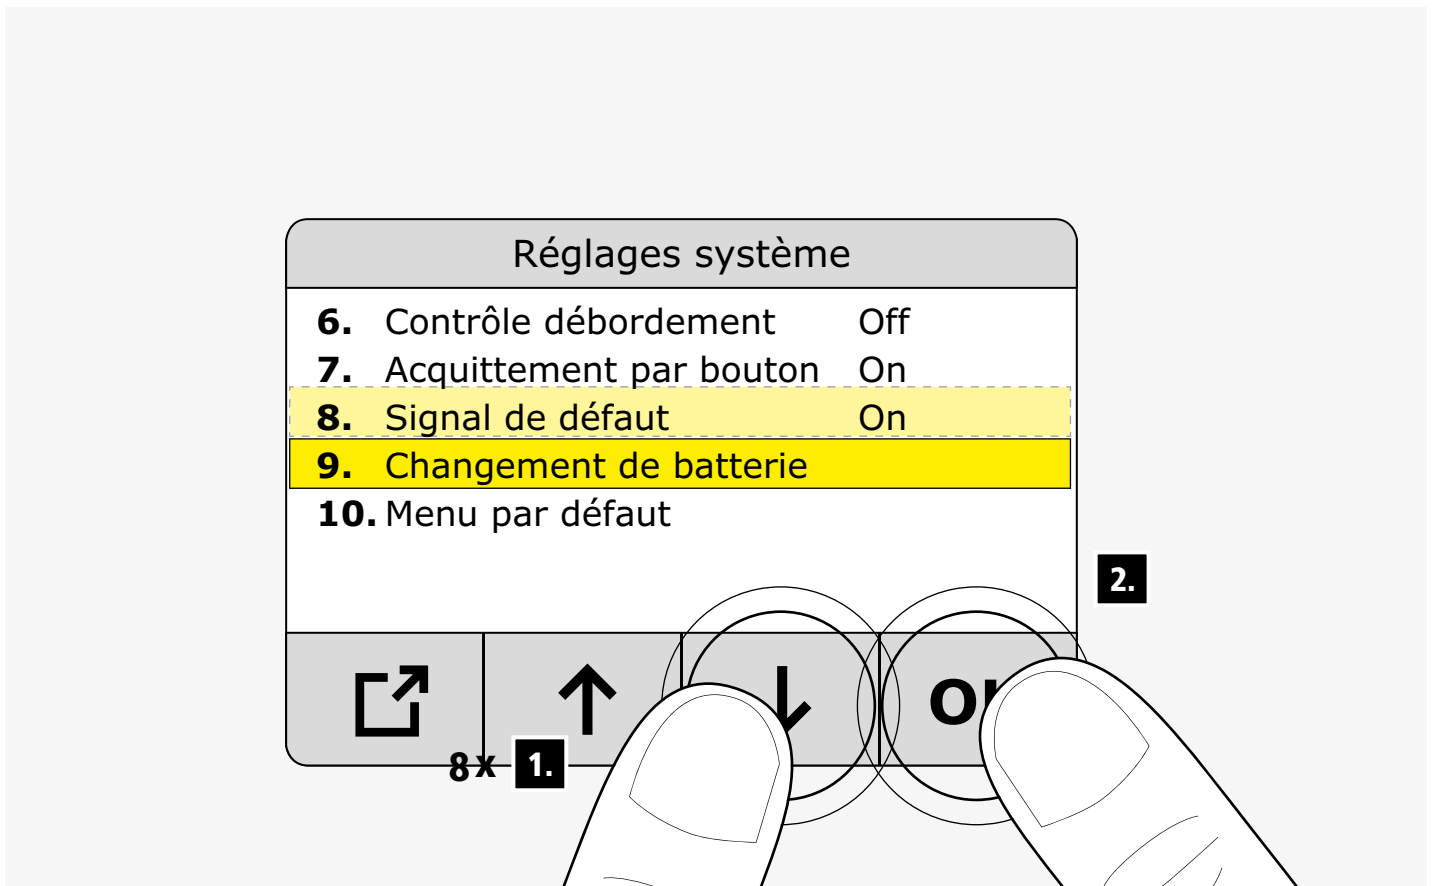 Réglages système
6. Contrôle débordement Off
7. Acquittement par bouton On
8. Signal de défaut On
9. Changement de batterie
10. Menu par défaut
2.
8x 1.